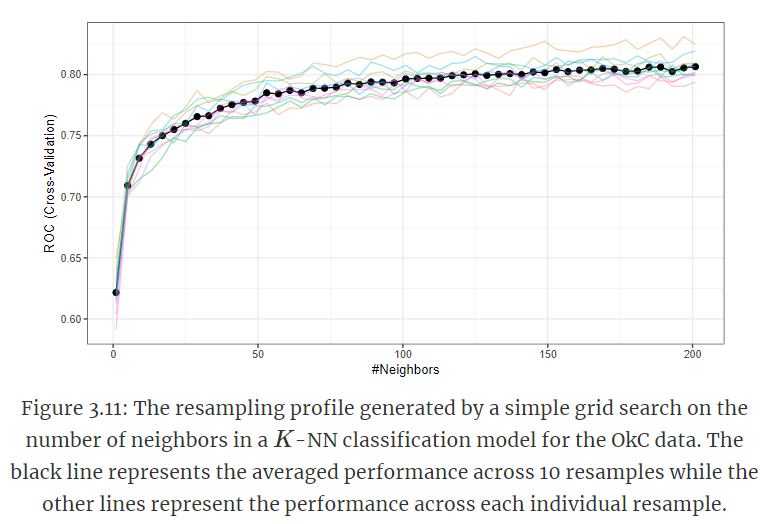 ROC (Cross-Validation)
0.80
0.75
0.70
0.65
0.60
0
50
100
150
200
#Neighbors
Figure 3.11: The resampling profile generated by a simple grid search on the
number of neighbors in a K-NN classification model for the OkC data. The
black line represents the averaged performance across 10 resamples while the
other lines represent the performance across each individual resample.